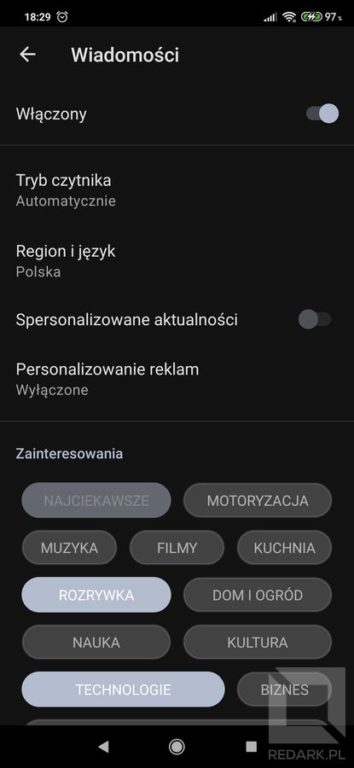 18:29 97%
Wiadomości
Włączony
Tryb czytnika
Automatycznie
Region i język
Polska
Spersonalizowane aktualności
Personalizowanie reklam
Wyłączone
Zainteresowania
NAJCIEKAWSZE MOTORYZACJA
MUZYKA FILMY KUCHNIA
ROZRYWKA DOM I OGRÓD
NAUKA KULTURA
TECHNOLOGIE BIZNES
REDARK.PL